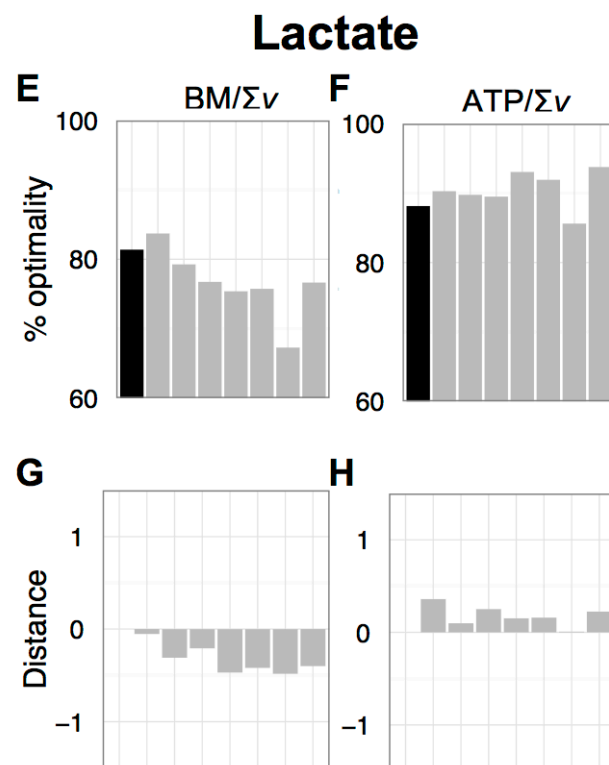 Lactate
E
BM/Σv
F
ATP/Σv
% optimality
100
80
60
100
80
60
G
H
Distance
1
0
−1
1
0
−1